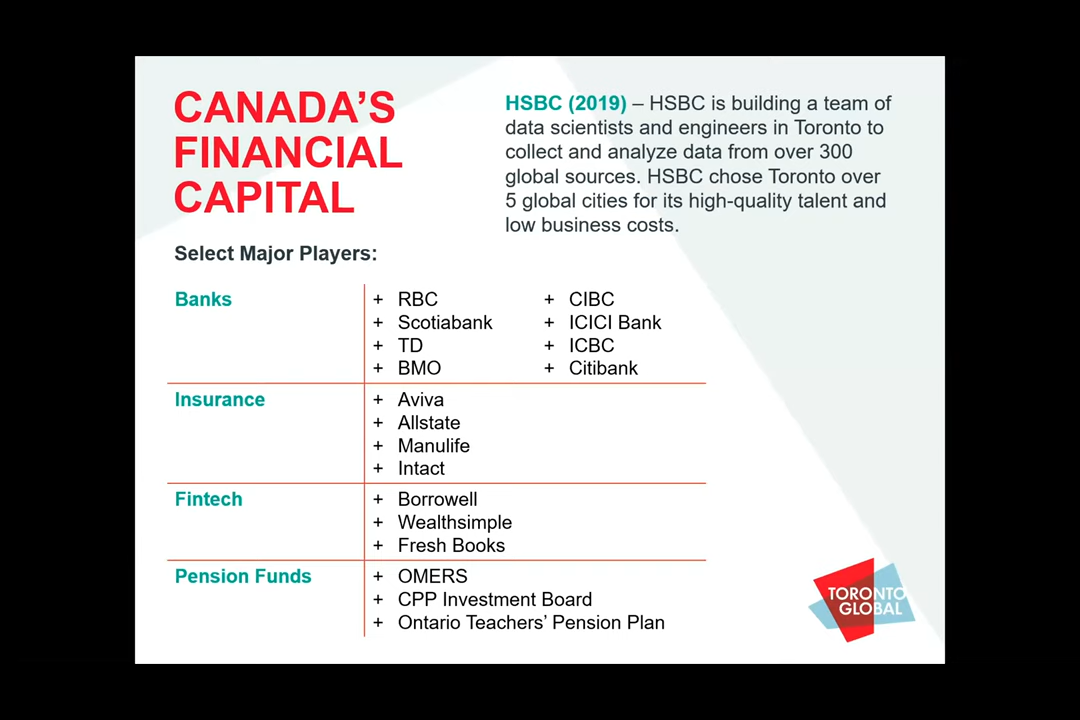 CANADA'S
FINANCIAL
CAPITAL
HSBC (2019) – HSBC is building a team of
data scientists and engineers in Toronto to
collect and analyze data from over 300
global sources. HSBC chose Toronto over
5 global cities for its high-quality talent and
low business costs.
Select Major Players:
Banks
+ RBC
+ Scotiabank
+ TD
+ BMO
+ CIBC
+ ICICI Bank
+ ICBC
+ Citibank
Insurance
+ Aviva
+ Allstate
+ Manulife
+ Intact
Fintech
+ Borrowell
+ Wealthsimple
+ Fresh Books
Pension Funds
+ OMERS
+ CPP Investment Board
+ Ontario Teachers' Pension Plan
TORONTO
GLOBAL